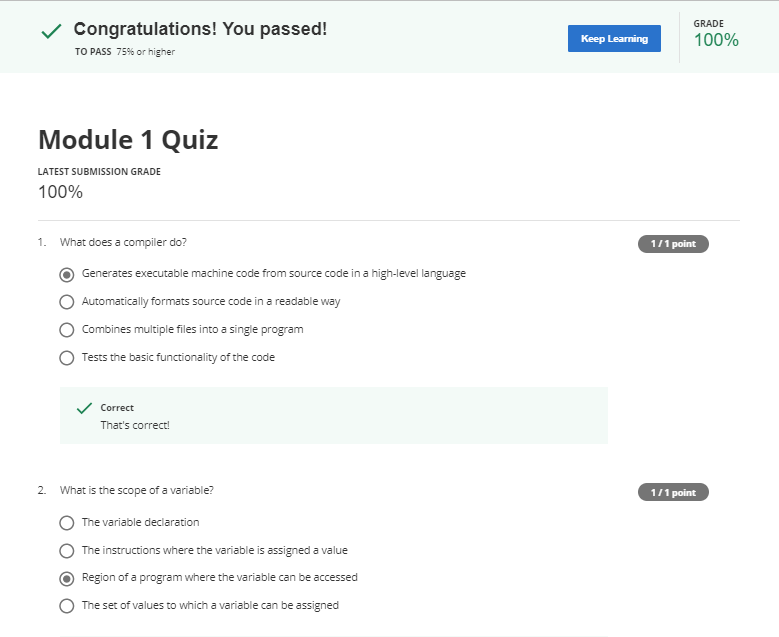 Congratulations! You passed!
TO PASS 75% or higher
Keep Learning
GRADE
100%
Module 1 Quiz
LATEST SUBMISSION GRADE
100%
1. What does a compiler do?
1 / 1 point
Generates executable machine code from source code in a high-level language
Automatically formats source code in a readable way
Combines multiple files into a single program
Tests the basic functionality of the code
Correct
That's correct!
2. What is the scope of a variable?
1 / 1 point
The variable declaration
The instructions where the variable is assigned a value
Region of a program where the variable can be accessed
The set of values to which a variable can be assigned